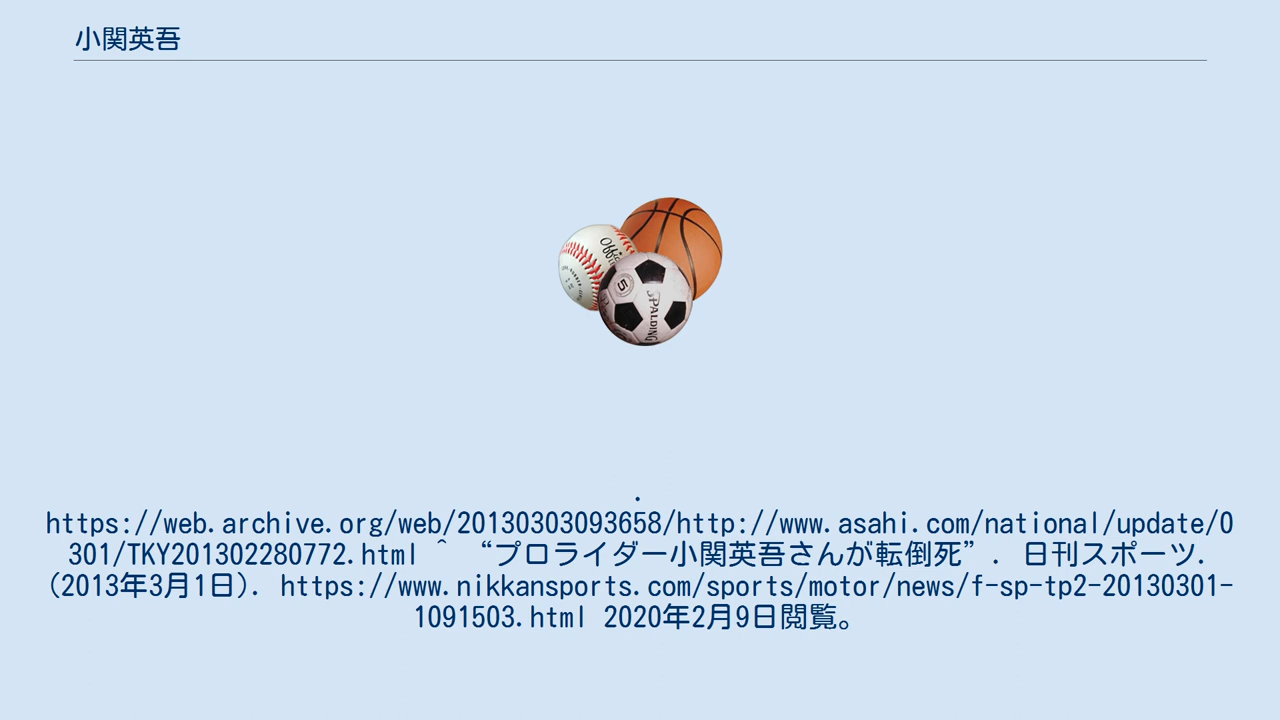 小関英吾
Offi
5
SPALDING
.
https://web.archive.org/web/20130303093658/http://www.asahi.com/national/update/0
301/TKY201302280772.html ^ “プロライダー小関英吾さんが転倒死”. 日刊スポーツ.
(2013年3月1日). https://www.nikkansports.com/sports/motor/news/f-sp-tp2-20130301-
1091503.html 2020年2月9日閲覧。